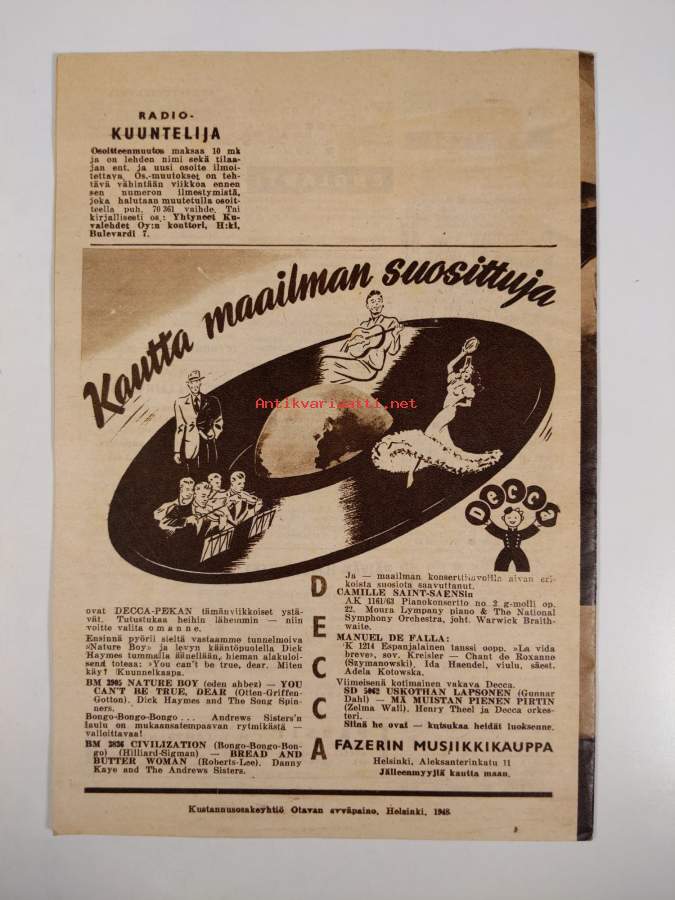 RADIO-
KUUNTELIJA
Osoitteenmuutos maksaa 10 mk
ja on lehden nimi sekä tilaa-
jan ent. ja uusi osoite ilmoi-
tettava. Os.-muutokset on teh-
tävä vähintään viikkoa ennen
sen numeron ilmestymistä,
joka halutaan muutetulla osoit-
teella puh. 70 361 vaihde. Tai
kirjallisesti os.: Yhtyneet Ku-
valehdet Oy:n konttori, H:ki,
Bulevardi 7.
Kautta maailman suosittuja
Antikvariaatti.net
Decca
DECCA
ovat DECCA-PEKAN tämänviikkoiset ystä-
vät. Tutustukaa heihin lähemmin — niin
voitte valita omanne.
Ensinnä pyörii sieltä vastaamme tunnelmoiva
»Nature Boy» ja levyn kääntöpuolella Dick
Haymes tummalla äänellään, hieman alakuloi-
sena toteaa: »You can't be true, dear. Miten
käy? Kuunnelkaapa.
BM 2905 NATURE BOY (eden ahbez) — YOU
CAN'T BE TRUE, DEAR (Otten-Griffen-
Gotton). Dick Haymes and The Song Spin-
ners.
Bongo-Bongo-Bongo... Andrews Sisters'n
laulu on mukaansatempaavan rytmikästä —
valloittavaa!
BM 2836 CIVILIZATION (Bongo-Bongo-Bon-
go) (Hilliard-Sigman) — BREAD AND
BUTTER WOMAN (Roberts-Lee). Danny
Kaye and The Andrews Sisters.
Ja — maailman konserttilavoilla aivan eri-
koista suosiota saavuttanut.
CAMILLE SAINT-SAENSin
AK 1161/63 Pianokonsertto no 2 g-molli op.
22. Moura Lympany piano & The National
Symphony Orchestra, joht. Warwick Braith-
waite.
MANUEL DE FALLA:
K 1214 Espanjalainen tanssi oopp. »La vida
breve», sov. Kreisler — Chant de Roxanne
(Szymanowski), Ida Haendel, viulu, säest.
Adela Kotowska.
Viimeisenä kotimainen vakava Decca.
SD 5062 USKOTHAN LAPSONEN (Gunnar
Dahl) — MÄ MUISTAN PIENEN PIRTIN
(Zelma Wall). Henry Theel ja Decca orkes-
teri.
Siinä he ovat — kutsukaa heidät luoksenne.
FAZERIN MUSIIKKIKAUPPA
Helsinki, Aleksanterinkatu 11
Jälleenmyyjiä kautta maan.
Kustannusosakeyhtiö Otavan syväpaino, Helsinki, 1948.